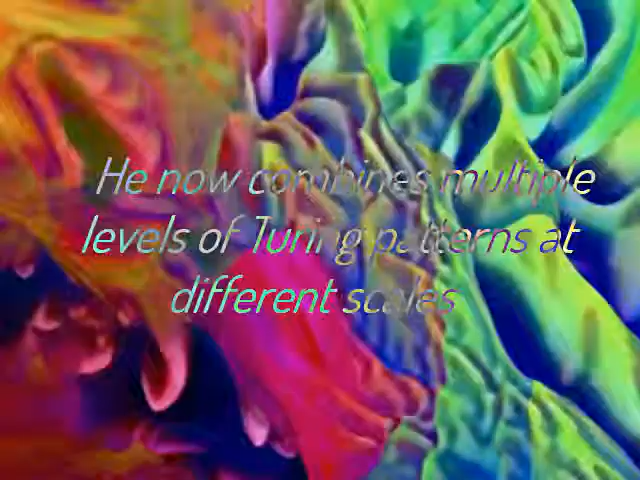 He now combines multiple
levels of Turing patterns at
different scales